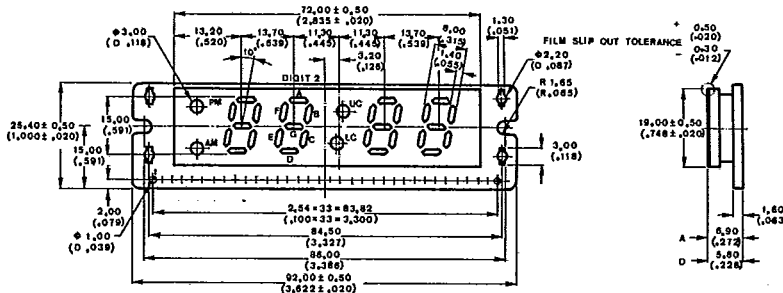 72,00±0,50
(2,835±,020)
ϕ3,00
(D ,118)
13,20
(,520)
13,70
(,539)
11,30
(,445)
11,30
(,445)
13,70
(,539)
8,00
(,315)
1,40
(,055)
1,30
(,051)
3,20
(,126)
10°
DIGIT 2
ϕ2,20
(D ,087)
R 1,65
(R,065)
FILM SLIP OUT TOLERANCE
+ 0,50
(,020)
- 0,30
(,012)
PM
A
F
B
G
E
C
D
UC
LC
AM
25,40±0,50
(1,000±,020)
15,00
(,591)
15,00
(,591)
3,00
(,118)
19,00±0,50
(,748±,020)
2,00
(,079)
ϕ1,00
(D ,039)
2,54×33=83,82
(,100×33=3,300)
84,50
(3,327)
86,00
(3,386)
92,00±0,50
(3,622±,020)
1,60
(,063)
A 6,90
(,272)
D 5,80
(,228)